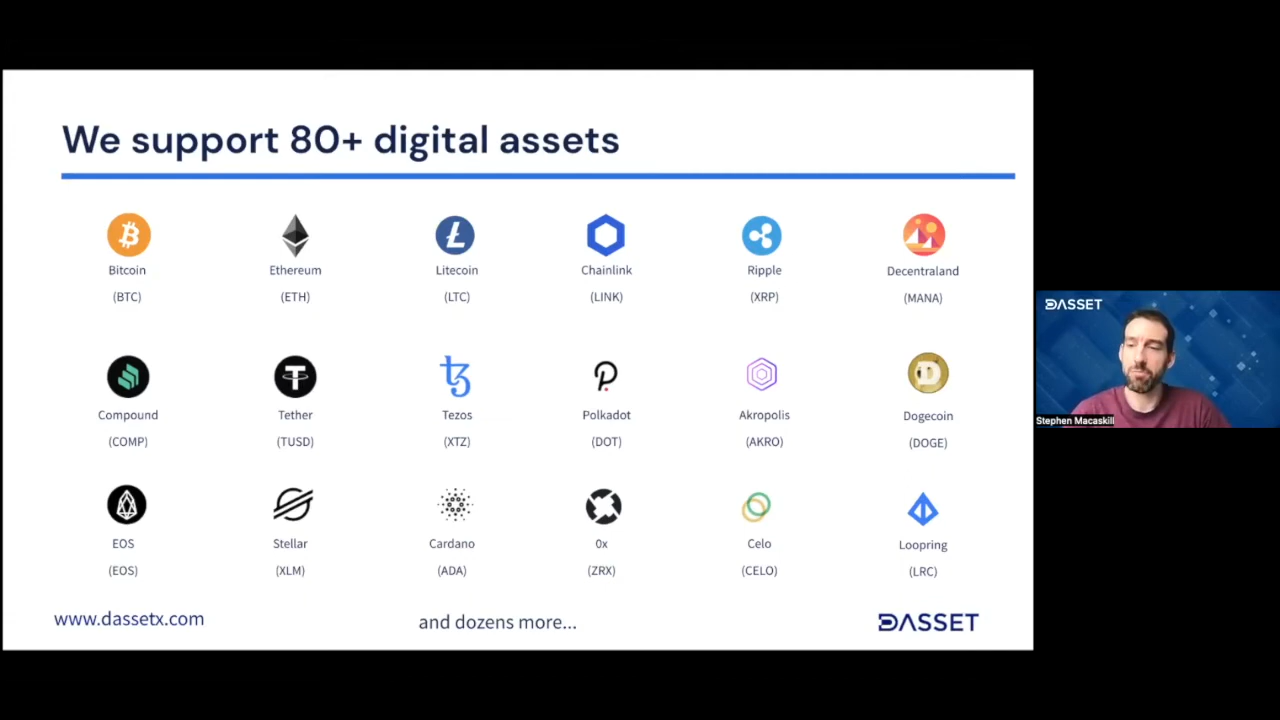 We support 80+ digital assets
Bitcoin
(BTC)
Ethereum
(ETH)
Litecoin
(LTC)
Chainlink
(LINK)
Ripple
(XRP)
Decentraland
(MANA)
Compound
(COMP)
Tether
(TUSD)
Tezos
(XTZ)
Polkadot
(DOT)
Akropolis
(AKRO)
Dogecoin
(DOGE)
EOS
(EOS)
Stellar
(XLM)
Cardano
(ADA)
0x
(ZRX)
Celo
(CELO)
Loopring
(LRC)
www.dassetx.com
and dozens more...
DASSET
DASSET
Stephen Macaskill